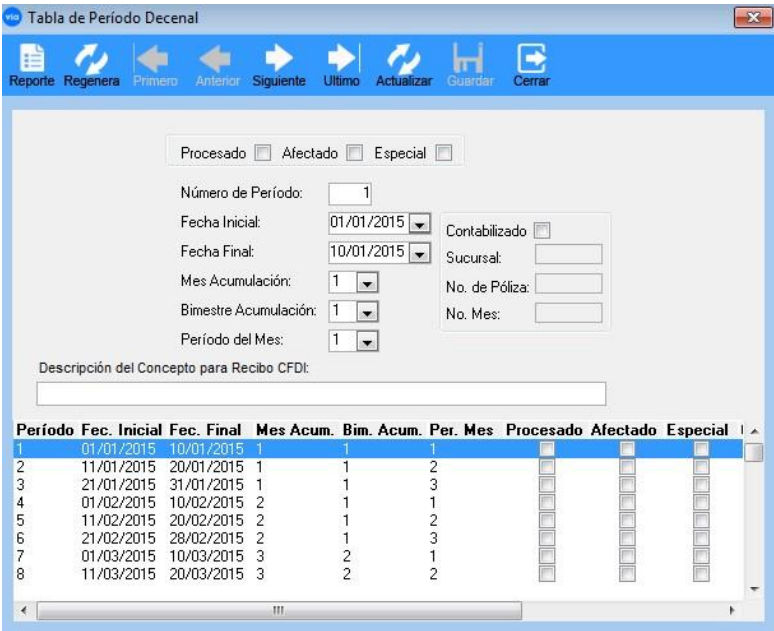 via Tabla de Período Decenal
Reporte Regenera Primero Anterior Siguiente Ultimo Actualizar Guardar Cerrar
Procesado Afectado Especial
Número de Período: 1
Fecha Inicial: 01/01/2015
Fecha Final: 10/01/2015
Mes Acumulación: 1
Bimestre Acumulación: 1
Período del Mes: 1
Contabilizado
Sucursal:
No. de Póliza:
No. Mes:
Descripción del Concepto para Recibo CFDI:
Período Fec. Inicial Fec. Final Mes Acum. Bim. Acum. Per. Mes Procesado Afectado Especial
1 01/01/2015 10/01/2015 1 1 1
2 11/01/2015 20/01/2015 1 1 2
3 21/01/2015 31/01/2015 1 1 3
4 01/02/2015 10/02/2015 2 1 1
5 11/02/2015 20/02/2015 2 1 2
6 21/02/2015 28/02/2015 2 1 3
7 01/03/2015 10/03/2015 3 2 1
8 11/03/2015 20/03/2015 3 2 2